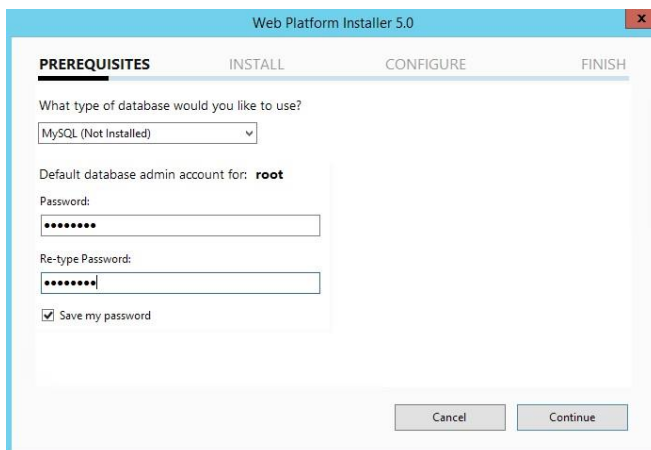 Web Platform Installer 5.0
x
PREREQUISITES INSTALL CONFIGURE FINISH
What type of database would you like to use?
MySQL (Not Installed)
Default database admin account for: root
Password:
••••••••
Re-type Password:
••••••••
Save my password
Cancel Continue